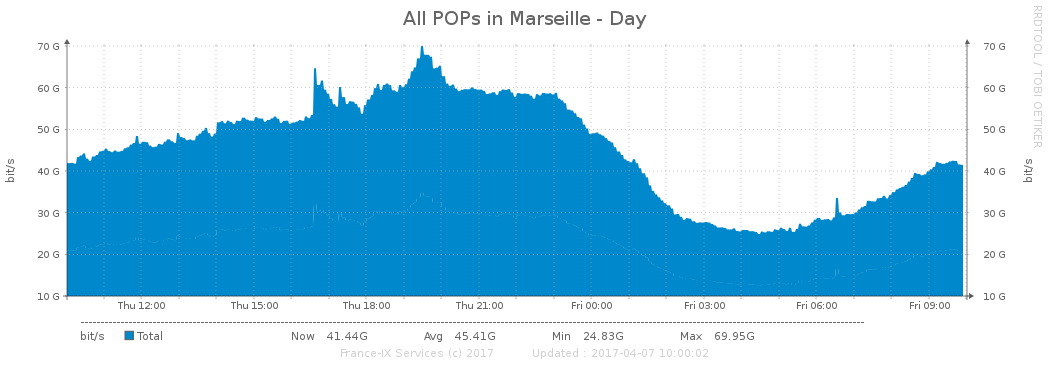 All POPs in Marseille - Day
RRDTOOL / TOBI OETIKER
70 G 70 G
60 G 60 G
50 G 50 G
40 G 40 G
30 G 30 G
20 G 20 G
10 G 10 G
bit/s
bit/s
Thu 12:00 Thu 15:00 Thu 18:00 Thu 21:00 Fri 00:00 Fri 03:00 Fri 06:00 Fri 09:00
bit/s Total Now 41.44G Avg 45.41G Min 24.83G Max 69.95G
France-IX Services (c) 2017 Updated : 2017-04-07 10:00:02